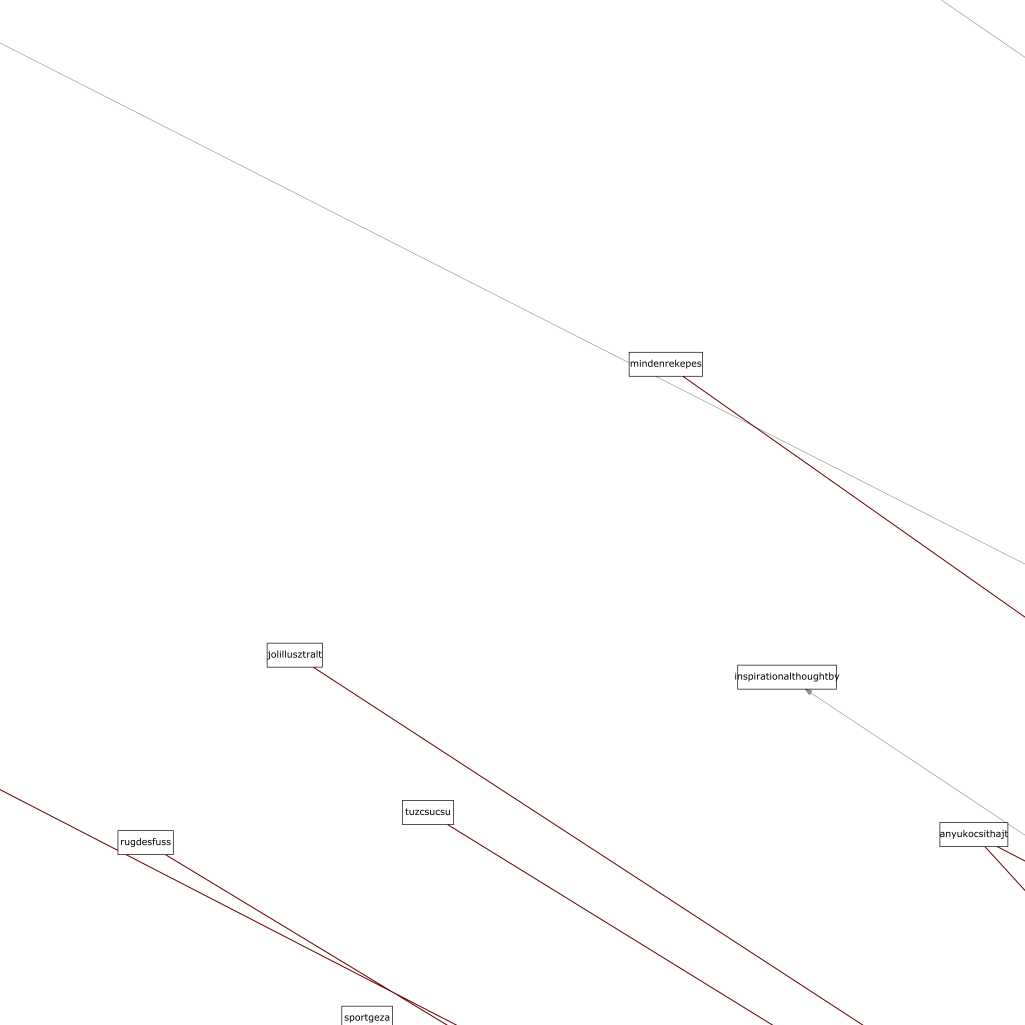 mindenrekepes
jolillusztralt
inspirationalthoughtby
tuzcsucsu
anyukocsithajt
rugdesfuss
sportgeza